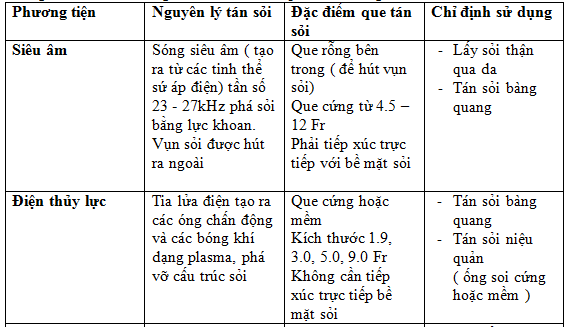 Phương tiện
Nguyên lý tán sỏi
Đặc điểm que tán
sỏi
Chỉ định sử dụng
Siêu âm
Sóng siêu âm ( tạo
ra từ các tinh thể
sứ áp điện) tần số
23 - 27kHz phá sỏi
bằng lực khoan.
Vụn sỏi được hút
ra ngoài
Que rỗng bên
trong ( để hút vụn
sỏi)
Que cứng từ 4.5 –
12 Fr
Phải tiếp xúc trực
tiếp với bề mặt sỏi
- Lấy sỏi thận
qua da
- Tán sỏi bàng
quang
Điện thủy lực
Tia lửa điện tạo ra
các óng chấn động
và các bóng khí
dạng plasma, phá
vỡ cấu trúc sỏi
Que cứng hoặc
mềm
Kích thước 1.9,
3.0, 5.0, 9.0 Fr
Không cần tiếp
xúc trực tiếp bề
mặt sỏi
- Tán sỏi bàng
quang
- Tán sỏi niệu
quản
( ống soi cứng
hoặc mềm )